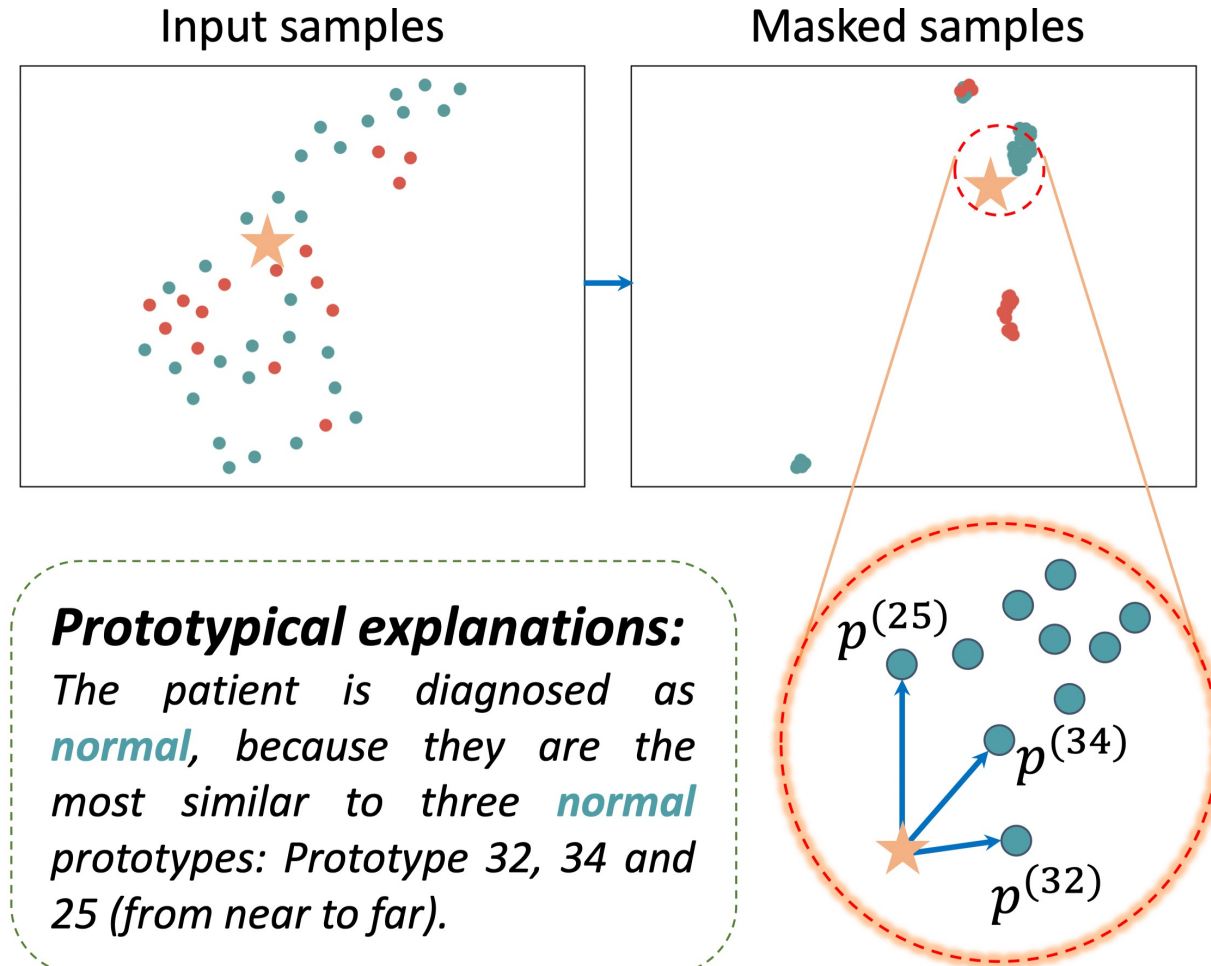 Input samples
Masked samples
Prototypical explanations:
The patient is diagnosed as
normal, because they are the
most similar to three normal
prototypes: Prototype 32, 34 and
25 (from near to far).
p^(25)
p^(34)
p^(32)